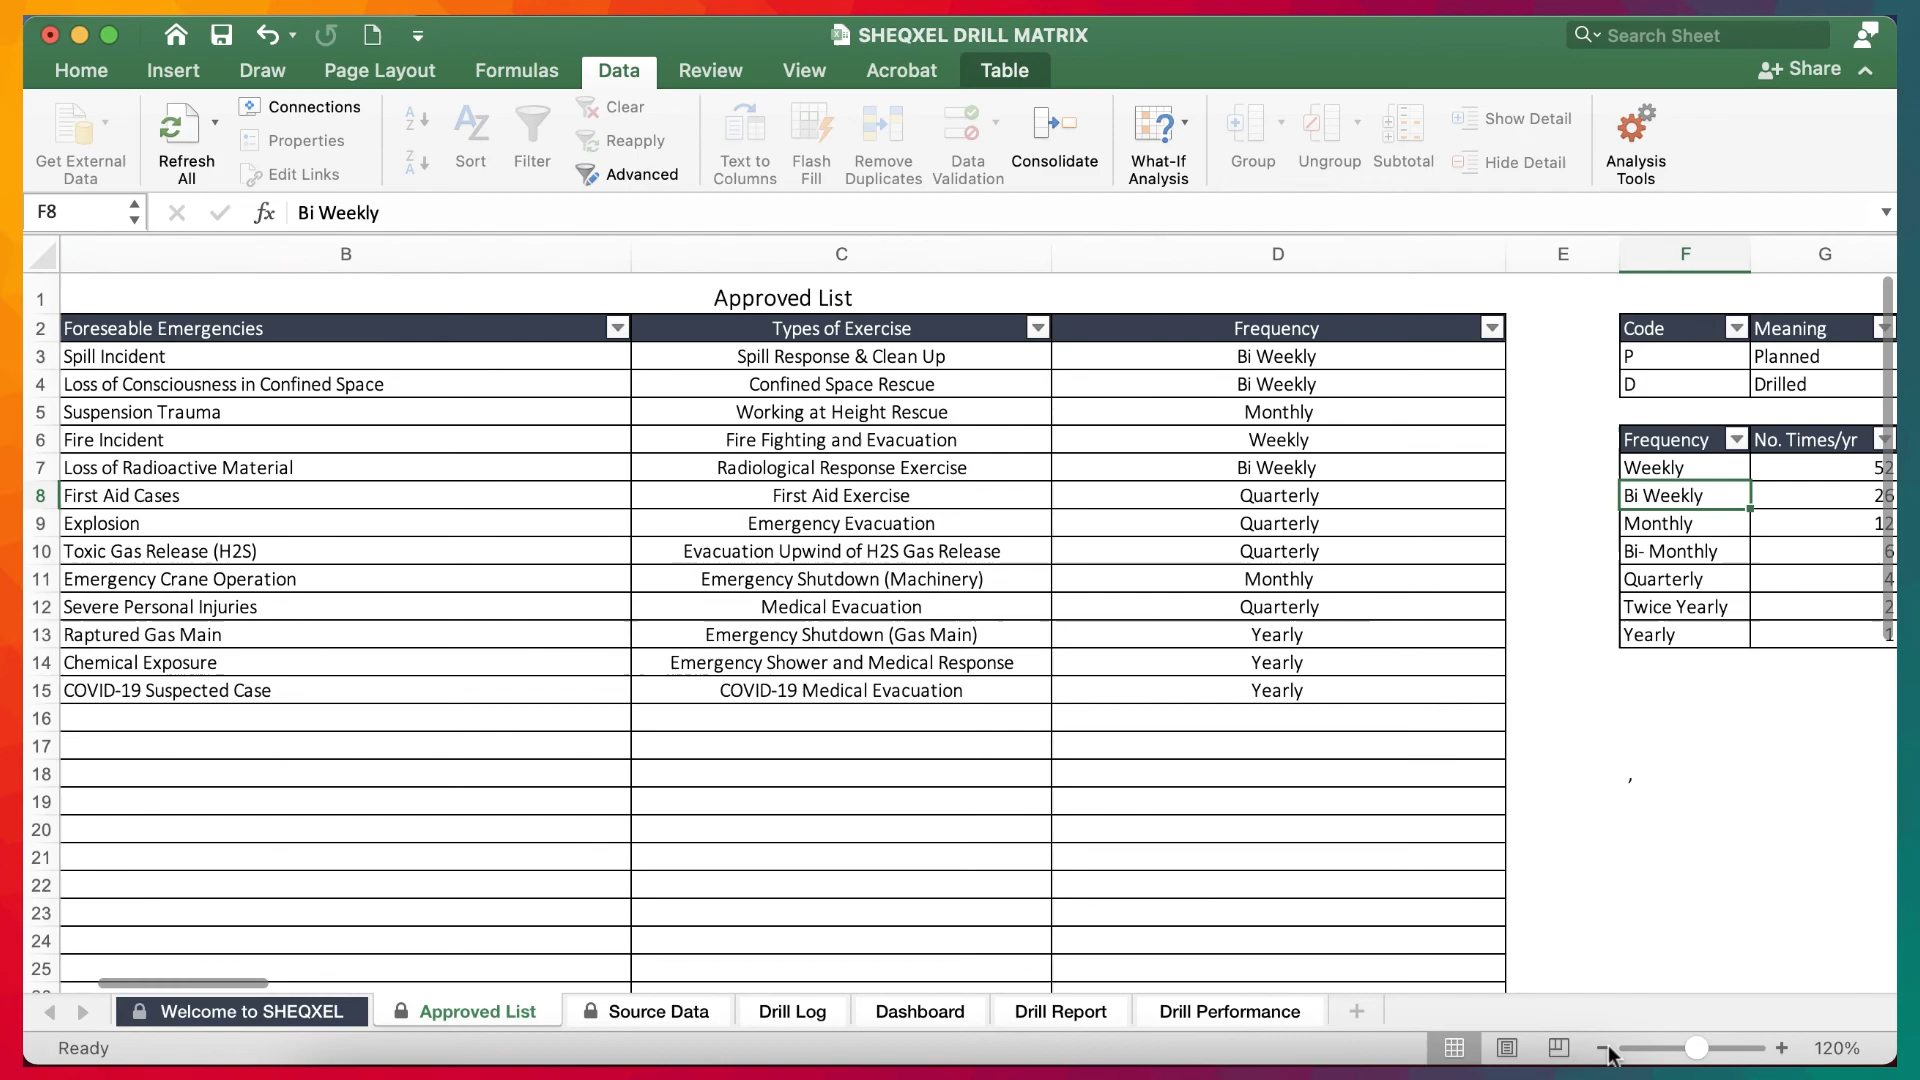 SHEQXEL DRILL MATRIX
Search Sheet
Home Insert Draw Page Layout Formulas Data Review View Acrobat Table
Share
Get External Data
Refresh All
Connections
Properties
Edit Links
A Z
Z A
Sort
Filter
Clear
Reapply
Advanced
Text to Columns
Flash Fill
Remove Duplicates
Data Validation
Consolidate
What-If Analysis
Group
Ungroup
Subtotal
Show Detail
Hide Detail
Analysis Tools
F8 fx Bi Weekly
B C D E F G
1 Approved List
2 Foreseable Emergencies Types of Exercise Frequency Code Meaning
3 Spill Incident Spill Response & Clean Up Bi Weekly P Planned
4 Loss of Consciousness in Confined Space Confined Space Rescue Bi Weekly D Drilled
5 Suspension Trauma Working at Height Rescue Monthly
6 Fire Incident Fire Fighting and Evacuation Weekly Frequency No. Times/yr
7 Loss of Radioactive Material Radiological Response Exercise Bi Weekly Weekly 52
8 First Aid Cases First Aid Exercise Quarterly Bi Weekly 26
9 Explosion Emergency Evacuation Quarterly Monthly 12
10 Toxic Gas Release (H2S) Evacuation Upwind of H2S Gas Release Quarterly Bi- Monthly 6
11 Emergency Crane Operation Emergency Shutdown (Machinery) Monthly Quarterly 4
12 Severe Personal Injuries Medical Evacuation Quarterly Twice Yearly 2
13 Raptured Gas Main Emergency Shutdown (Gas Main) Yearly Yearly 1
14 Chemical Exposure Emergency Shower and Medical Response Yearly
15 COVID-19 Suspected Case COVID-19 Medical Evacuation Yearly
16
17
18 ,
19
20
21
22
23
24
25
Welcome to SHEQXEL Approved List Source Data Drill Log Dashboard Drill Report Drill Performance
Ready 120%